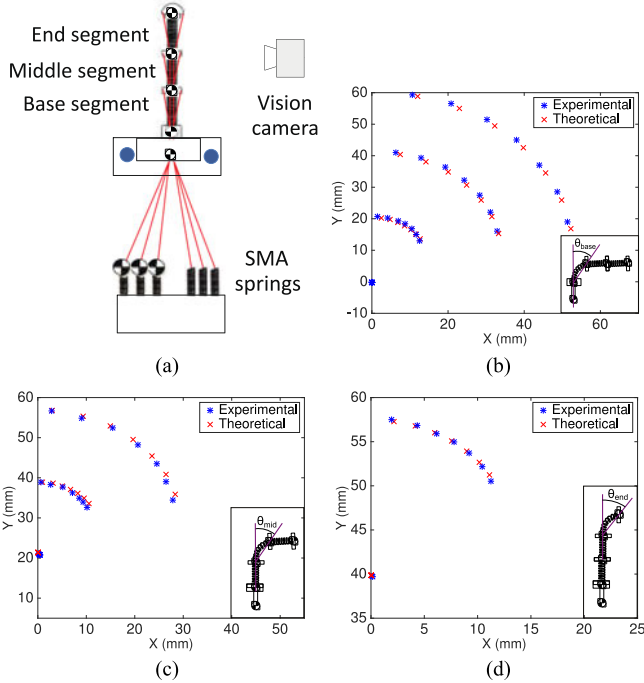 End segment
Middle segment
Base segment
Vision
camera
SMA
springs
(a)
60
50
40
30
20
10
0
-10
Y (mm)
0 20 40 60
X (mm)
Experimental
Theoretical
θbase
(b)
60
50
40
30
20
10
Y (mm)
0 10 20 30 40 50
X (mm)
Experimental
Theoretical
θmid
(c)
60
55
50
45
40
35
Y (mm)
0 5 10 15 20 25
X (mm)
Experimental
Theoretical
θend
(d)